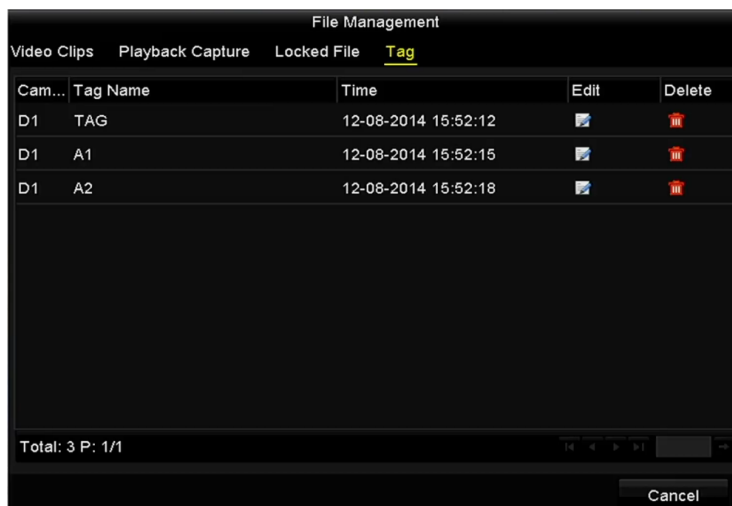 File Management
Video Clips Playback Capture Locked File Tag
Cam... Tag Name Time Edit Delete
D1 TAG 12-08-2014 15:52:12
D1 A1 12-08-2014 15:52:15
D1 A2 12-08-2014 15:52:18
Total: 3 P: 1/1
Cancel